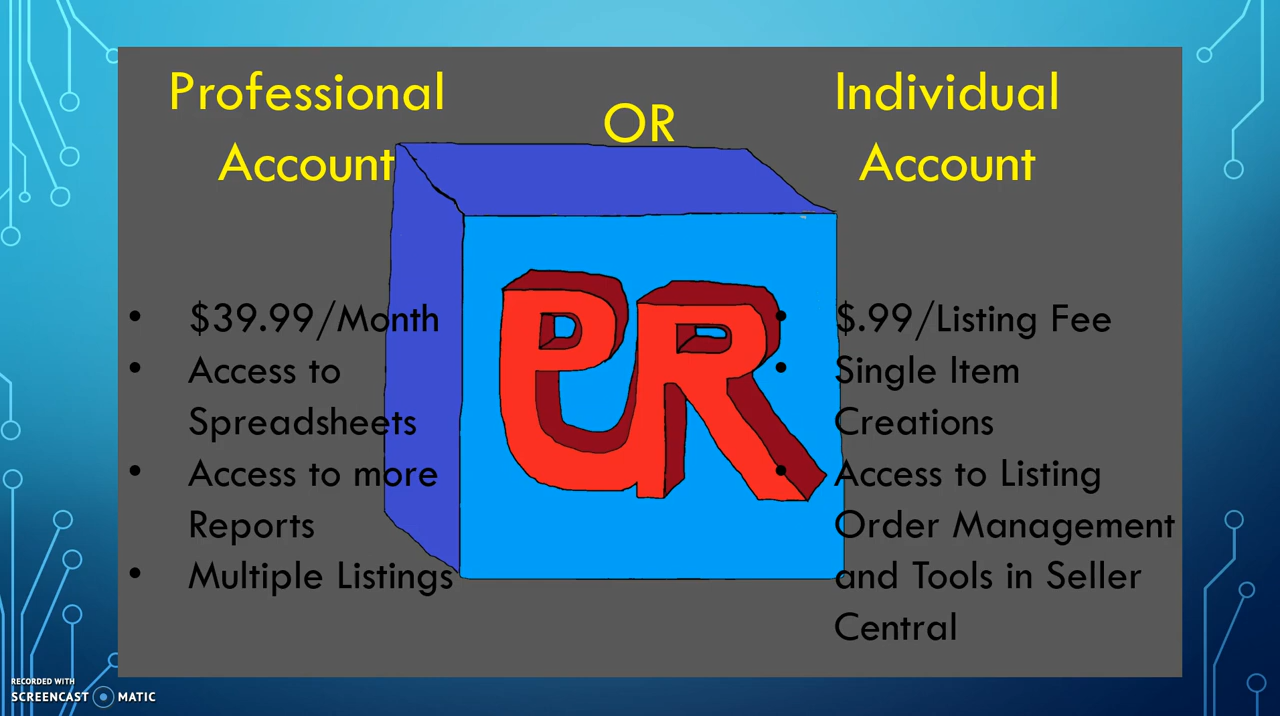 Professional
Account
OR
Individual
Account
• $39.99/Month
• Access to
Spreadsheets
• Access to more
Reports
• Multiple Listings
• $.99/Listing Fee
• Single Item
Creations
• Access to Listing
Order Management
and Tools in Seller
Central
RECORDED WITH
SCREENCAST MATIC